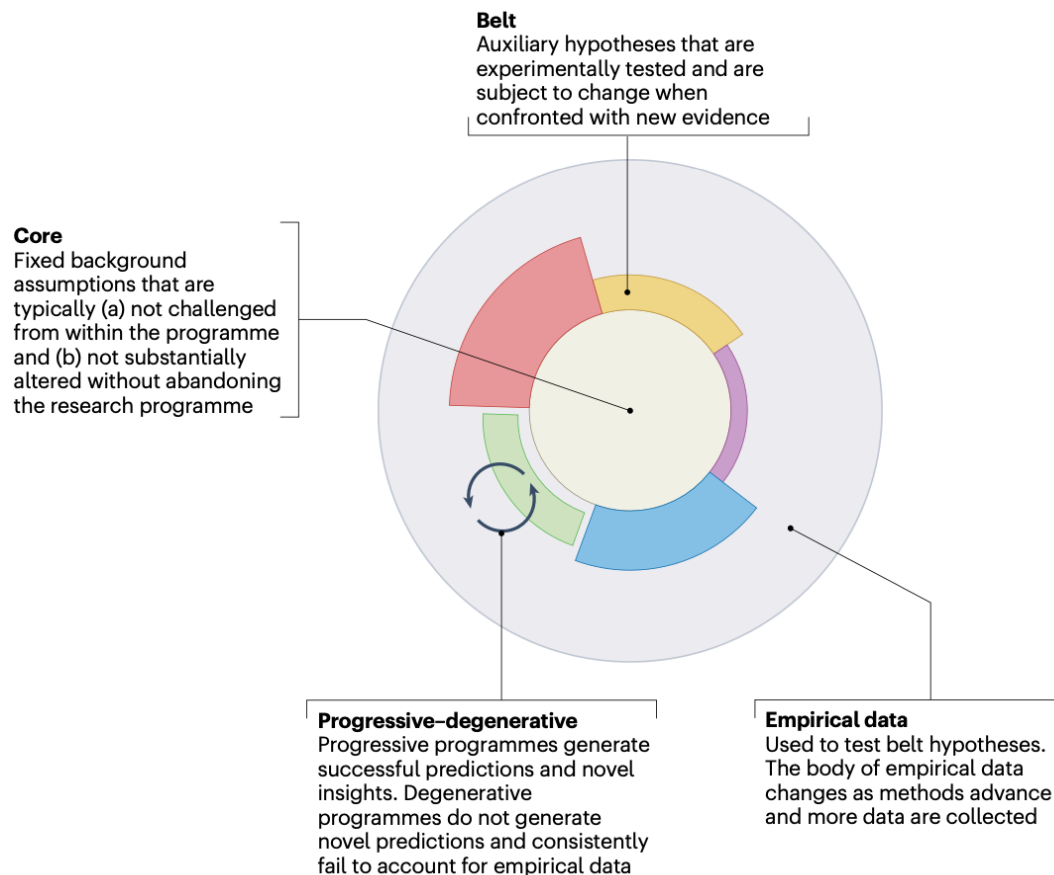 Belt
Auxiliary hypotheses that are
experimentally tested and are
subject to change when
confronted with new evidence
Core
Fixed background
assumptions that are
typically (a) not challenged
from within the programme
and (b) not substantially
altered without abandoning
the research programme
Progressive–degenerative
Progressive programmes generate
successful predictions and novel
insights. Degenerative
programmes do not generate
novel predictions and consistently
fail to account for empirical data
Empirical data
Used to test belt hypotheses.
The body of empirical data
changes as methods advance
and more data are collected